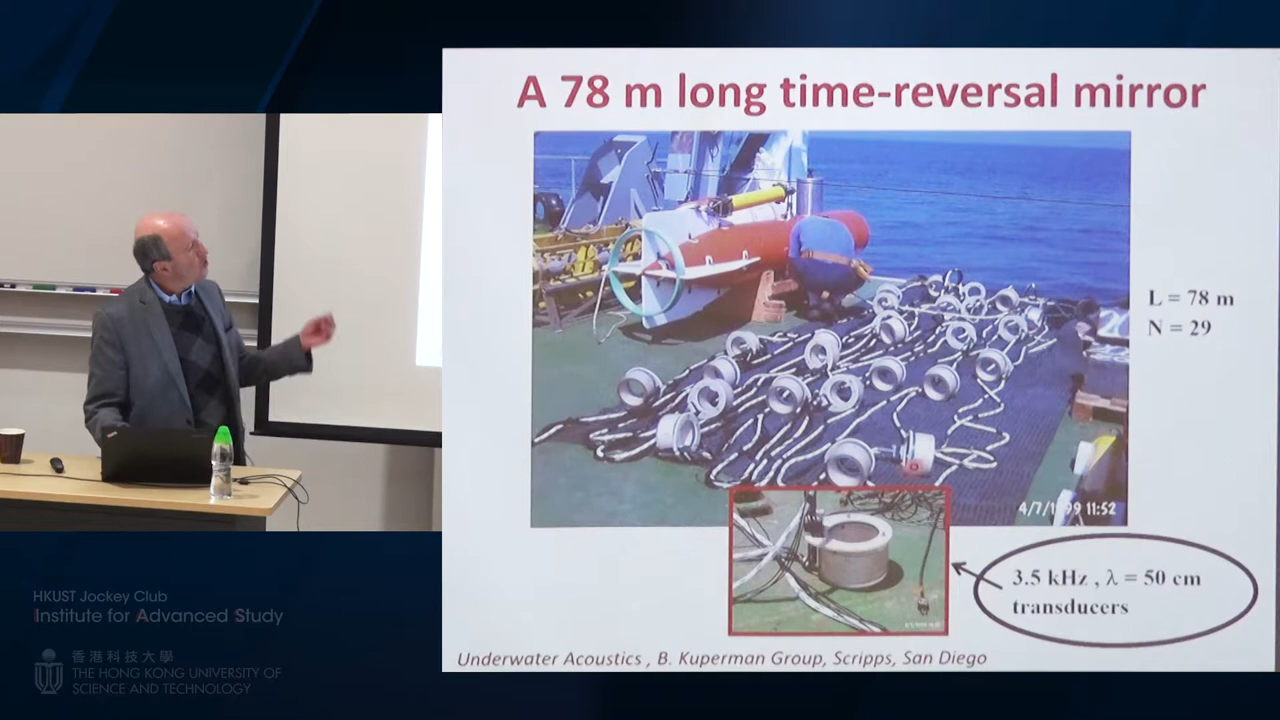 A 78 m long time-reversal mirror
L = 78 m
N = 29
4/7/1999 11:52
3.5 kHz , λ = 50 cm
transducers
Underwater Acoustics , B. Kuperman Group, Scripps, San Diego
HKUST Jockey Club
Institute for Advanced Study
香港科技大學
THE HONG KONG UNIVERSITY OF
SCIENCE AND TECHNOLOGY